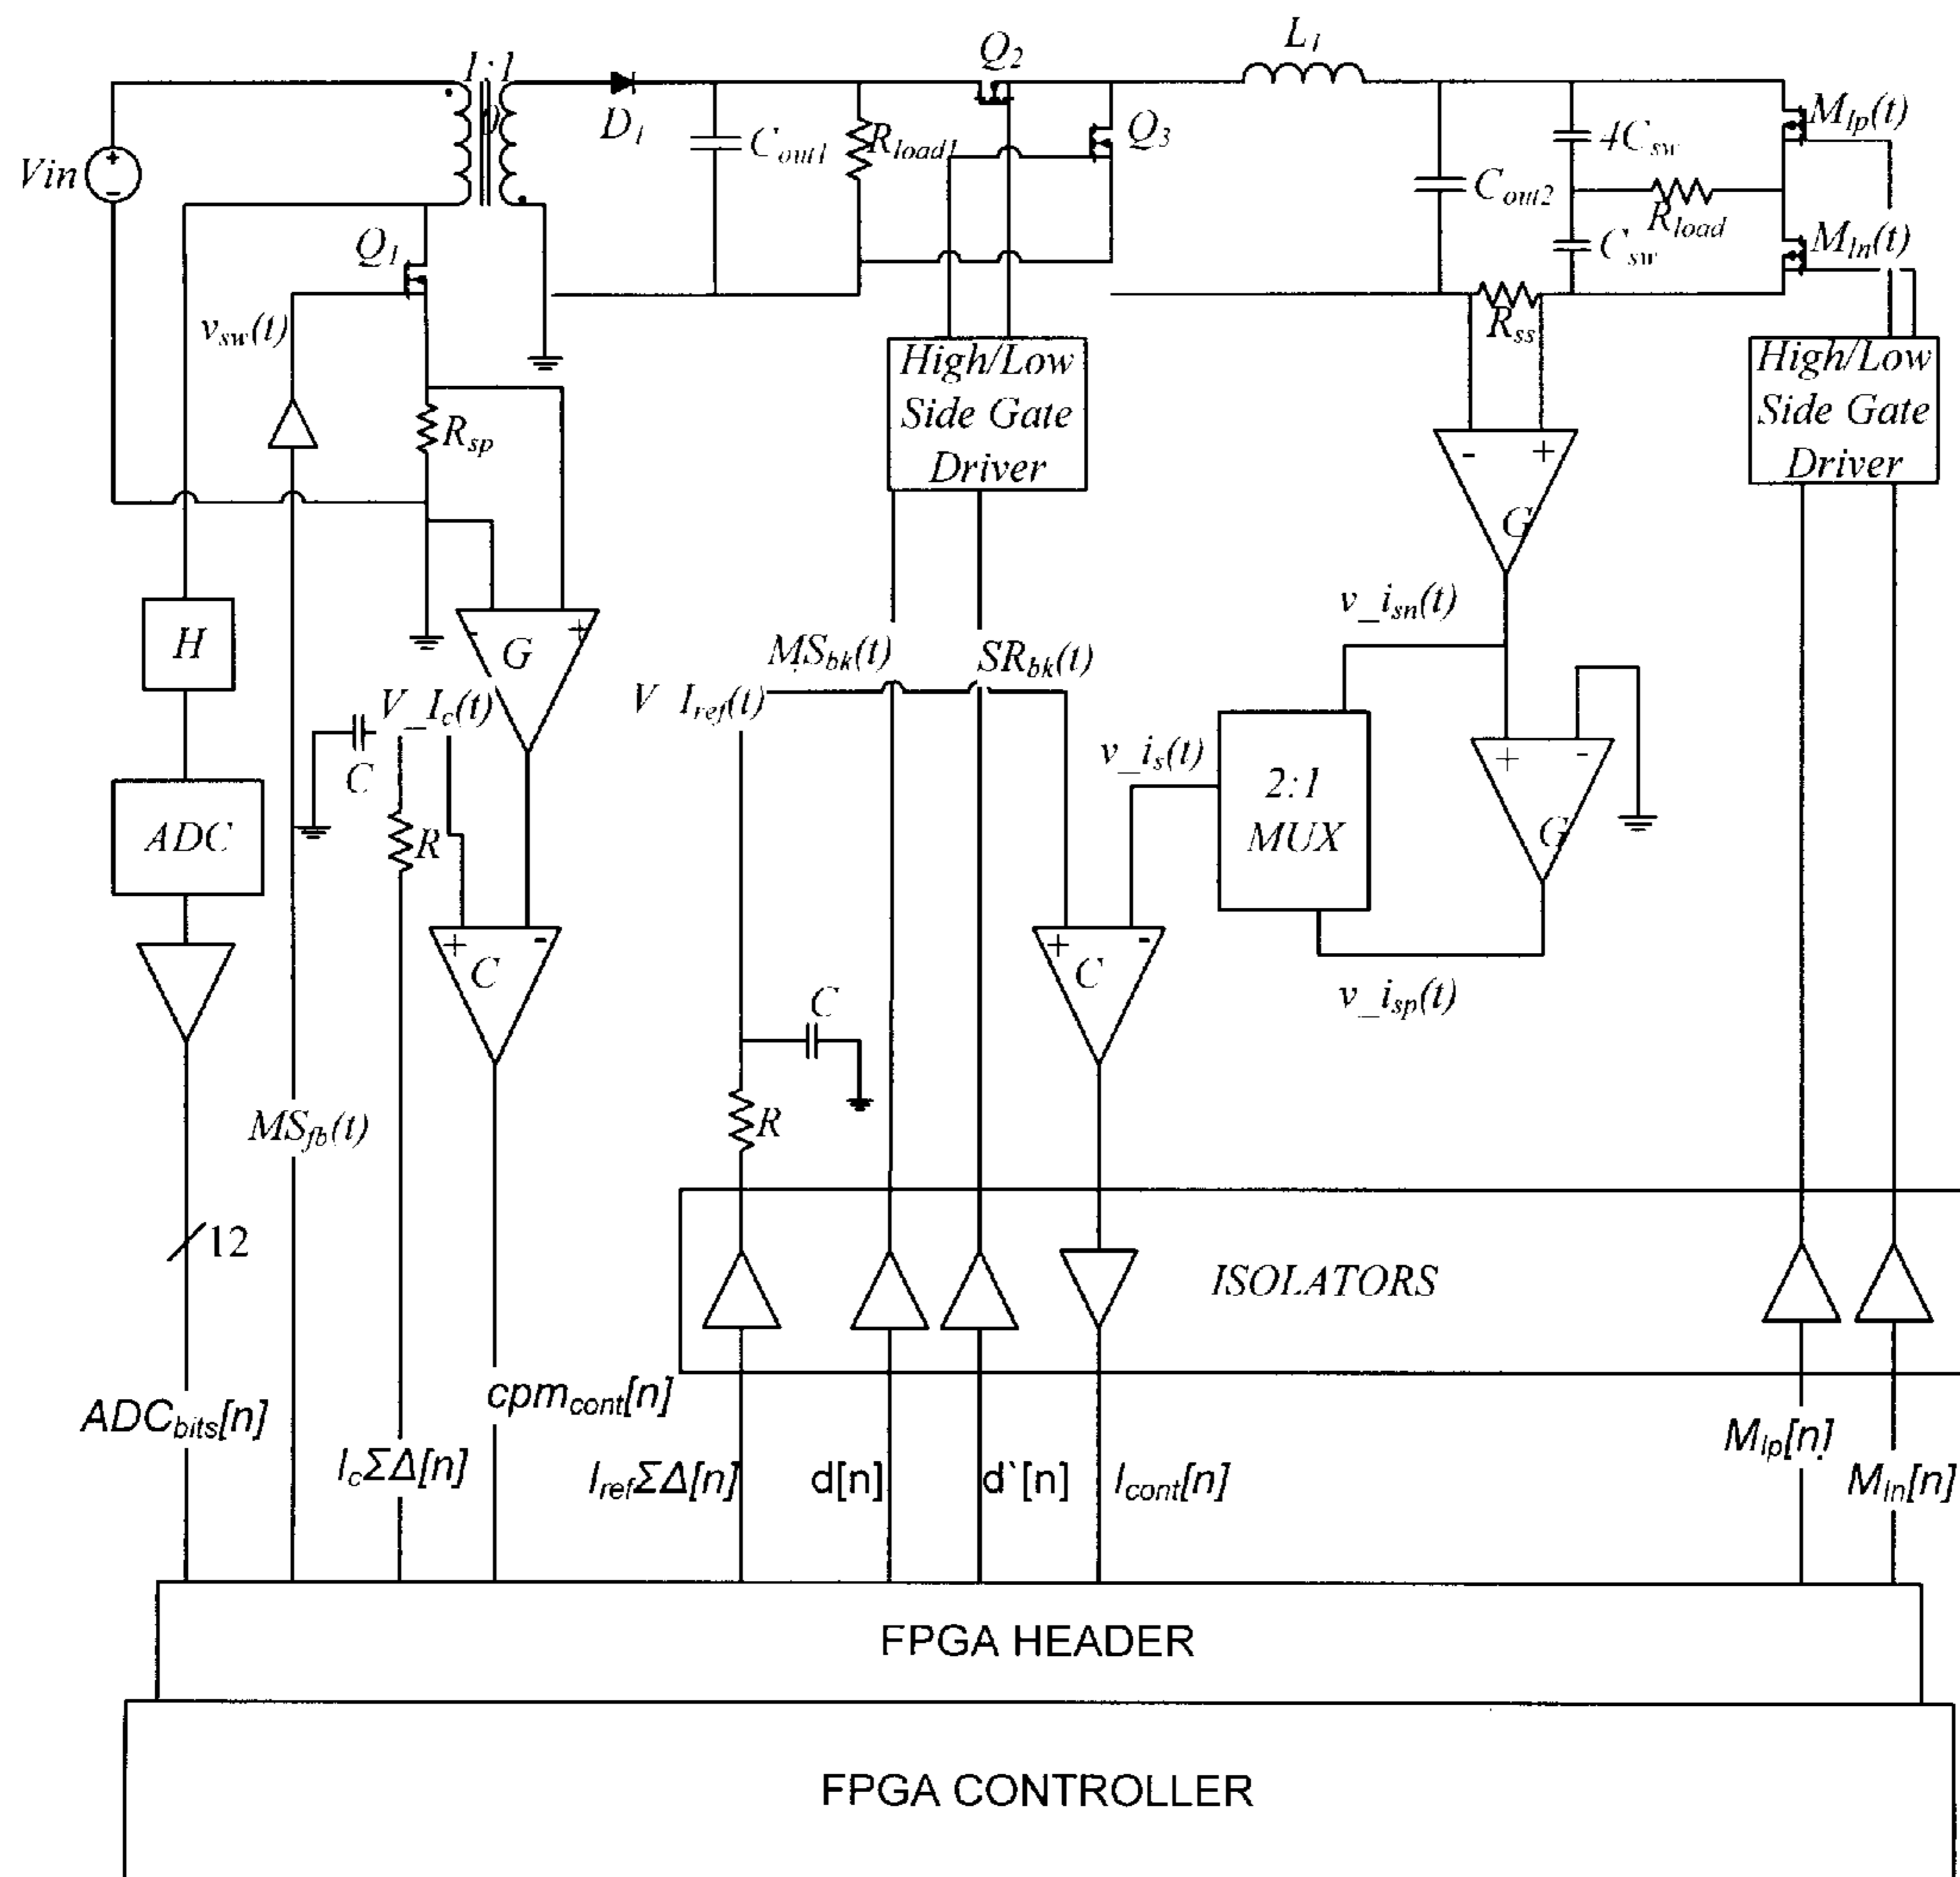 1:1
Q2
L1
D1
Cout1
Rload1
Q3
4Csw
Mlp(t)
Vin
+
-
Cout2
Rload
Mln(t)
Csw
Q1
vsw(t)
Rss
High/Low
Side Gate
Driver
High/Low
Side Gate
Driver
Rsp
- +
G
v_isn(t)
H
- +
G
MSbk(t)
SRbk(t)
V_Ic(t)
V Iref(t)
C
v_is(t)
2:1
MUX
+ -
G
ADC
R
+ -
C
+ -
C
v_isp(t)
C
R
MSfb(t)
12
ISOLATORS
ADCbits[n]
cpmcont[n]
IcΣΔ[n]
IrefΣΔ[n]
d[n]
d`[n]
Icont[n]
Mlp[n]
Mln[n]
FPGA HEADER
FPGA CONTROLLER